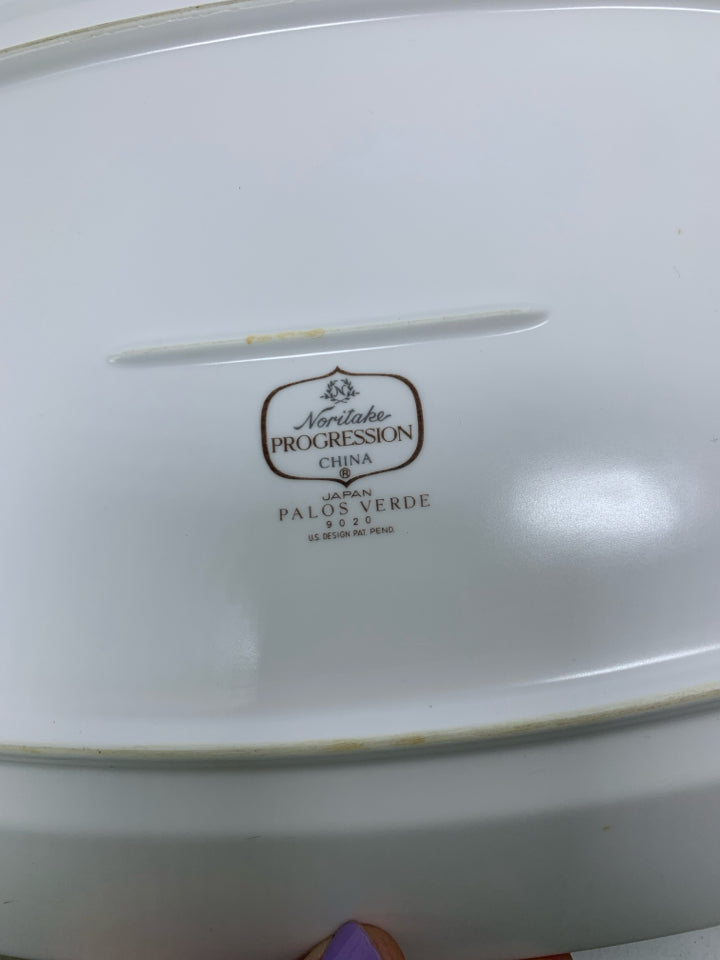 N
Noritake
PROGRESSION
CHINA
®
JAPAN
PALOS VERDE
9020
U.S. DESIGN PAT. PEND.